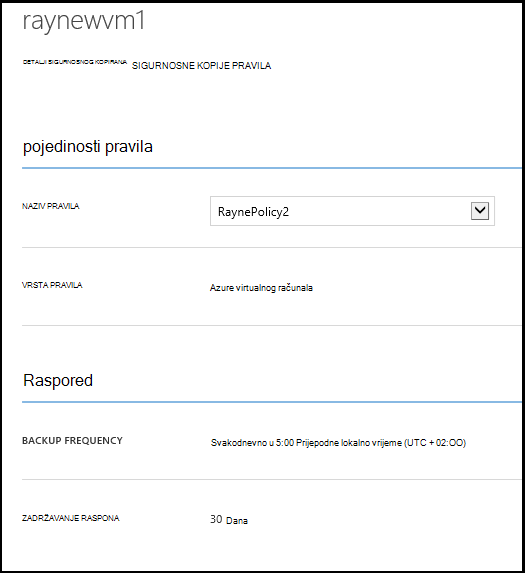 raynewvm1
DETALJI SIGURNOSNOG KOPIRANA SIGURNOSNE KOPIJE PRAVILA
pojedinosti pravila
NAZIV PRAVILA RaynePolicy2
VRSTA PRAVILA Azure virtualnog računala
Raspored
BACKUP FREQUENCY Svakodnevno u 5:00 Prijepodne lokalno vrijeme (UTC + 02:OO)
ZADRŽAVANJE RASPONA 30 Dana